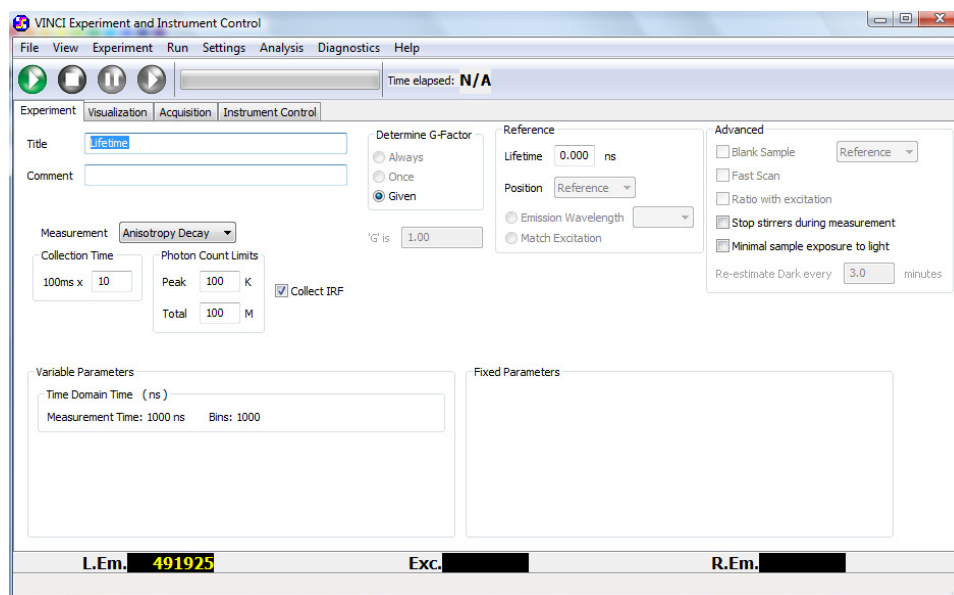 VINCI Experiment and Instrument Control
File View Experiment Run Settings Analysis Diagnostics Help
Time elapsed: N/A
Experiment Visualization Acquisition Instrument Control
Title Lifetime
Comment
Measurement Anisotropy Decay
Collection Time
100ms x 10
Photon Count Limits
Peak 100 K
Total 100 M
Collect IRF
Determine G-Factor
Always
Once
Given
'G' is 1.00
Reference
Lifetime 0.000 ns
Position Reference
Emission Wavelength
Match Excitation
Advanced
Blank Sample Reference
Fast Scan
Ratio with excitation
Stop stirrers during measurement
Minimal sample exposure to light
Re-estimate Dark every 3.0 minutes
Variable Parameters
Time Domain Time (ns)
Measurement Time: 1000 ns Bins: 1000
Fixed Parameters
L.Em. 491925 Exc. R.Em.